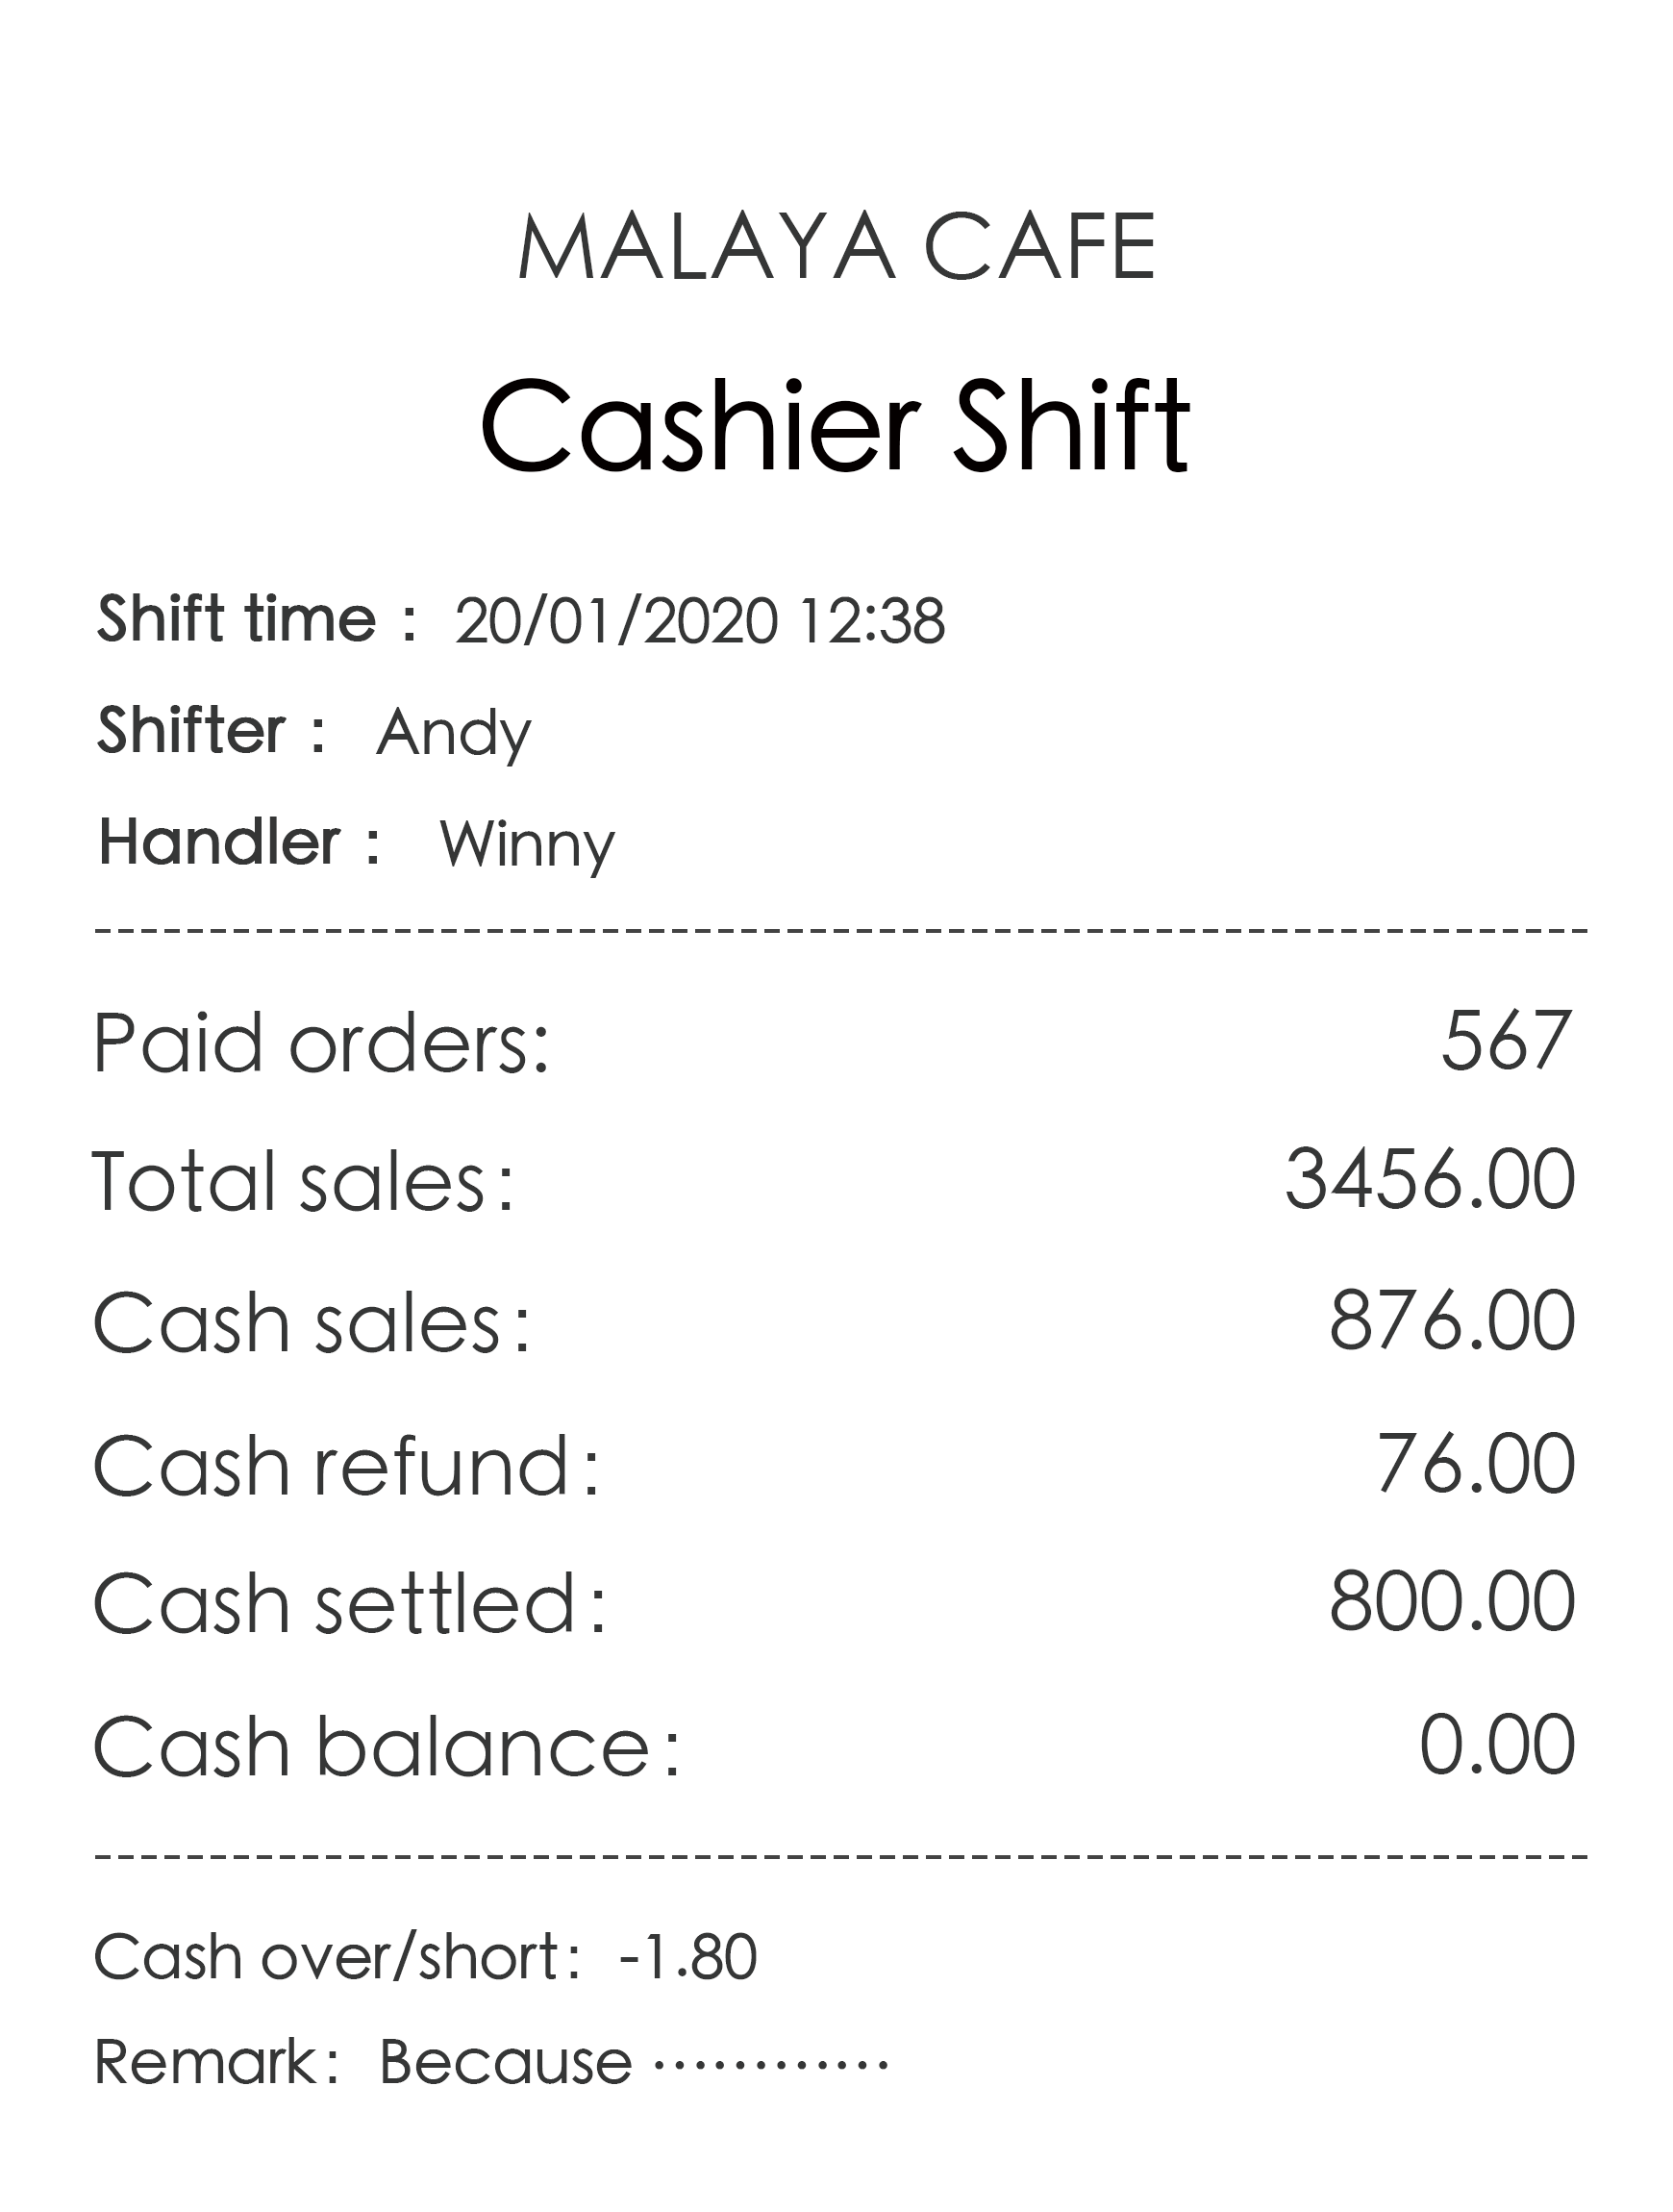 MALAYA CAFE
Cashier Shift
Shift time : 20/01/2020 12:38
Shifter : Andy
Handler : Winny
Paid orders: 567
Total sales: 3456.00
Cash sales: 876.00
Cash refund: 76.00
Cash settled: 800.00
Cash balance: 0.00
Cash over/short: -1.80
Remark: Because ············